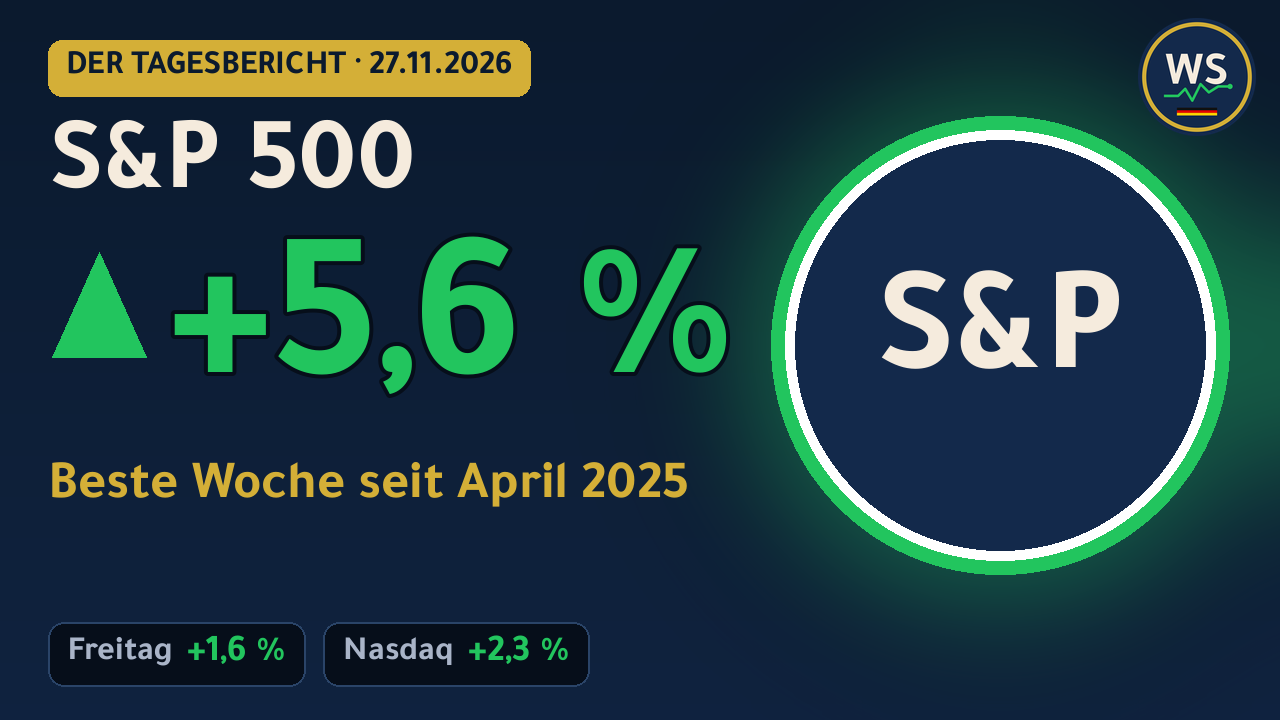 DER TAGESBERICHT · 27.11.2026
WS
S&P 500
▲+5,6 %
S&P
Beste Woche seit April 2025
Freitag +1,6 %
Nasdaq +2,3 %